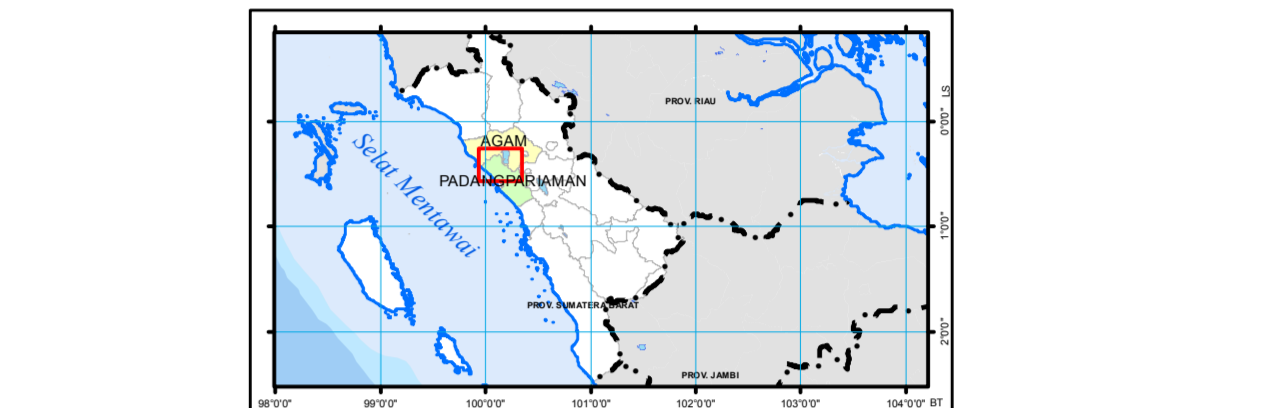 PROV. RIAU
LS
0°0'0"
AGAM
Selat Mentawai
PADANGPARIAMAN
1°0'0"
PROV. SUMATERA BARAT
2°0'0"
PROV. JAMBI
98°0'0"
99°0'0"
100°0'0"
101°0'0"
102°0'0"
103°0'0"
104°0'0" BT